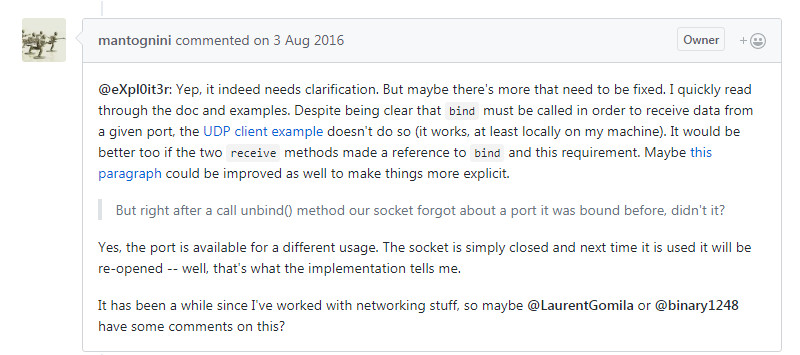 mantognini commented on 3 Aug 2016 Owner +
@eXpl0it3r: Yep, it indeed needs clarification. But maybe there's more that need to be fixed. I quickly read
through the doc and examples. Despite being clear that bind must be called in order to receive data from
a given port, the UDP client example doesn't do so (it works, at least locally on my machine). It would be
better too if the two receive methods made a reference to bind and this requirement. Maybe this
paragraph could be improved as well to make things more explicit.
But right after a call unbind() method our socket forgot about a port it was bound before, didn't it?
Yes, the port is available for a different usage. The socket is simply closed and next time it is used it will be
re-opened -- well, that's what the implementation tells me.
It has been a while since I've worked with networking stuff, so maybe @LaurentGomila or @binary1248
have some comments on this?